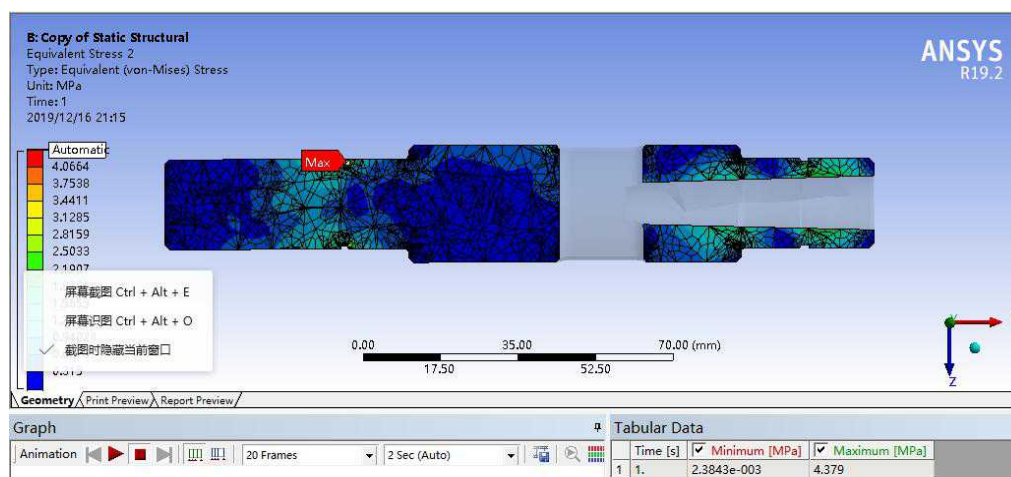 B: Copy of Static Structural
Equivalent Stress 2
Type: Equivalent (von-Mises) Stress
Unit: MPa
Time: 1
2019/12/16 21:15
ANSYS
R19.2
Automatic
4.0664
3.7538
3.4411
3.1285
2.8159
2.5033
2.1907
屏幕截图 Ctrl + Alt + E
屏幕识图 Ctrl + Alt + O
截图时隐藏当前窗口
Max
0.00 35.00 70.00 (mm)
17.50 52.50
Z
Geometry Print Preview Report Preview
Graph
Animation 20 Frames 2 Sec (Auto)
Tabular Data
Time [s] Minimum [MPa] Maximum [MPa]
1 1. 2.3843e-003 4.379